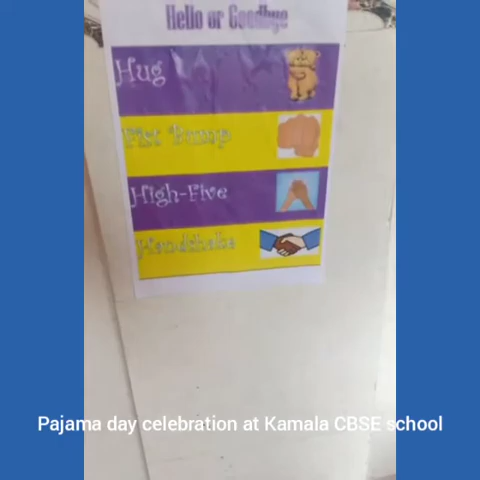 Hello or Goodbye
Hug
Fist Bump
High-Five
Handshake
Pajama day celebration at Kamala CBSE school